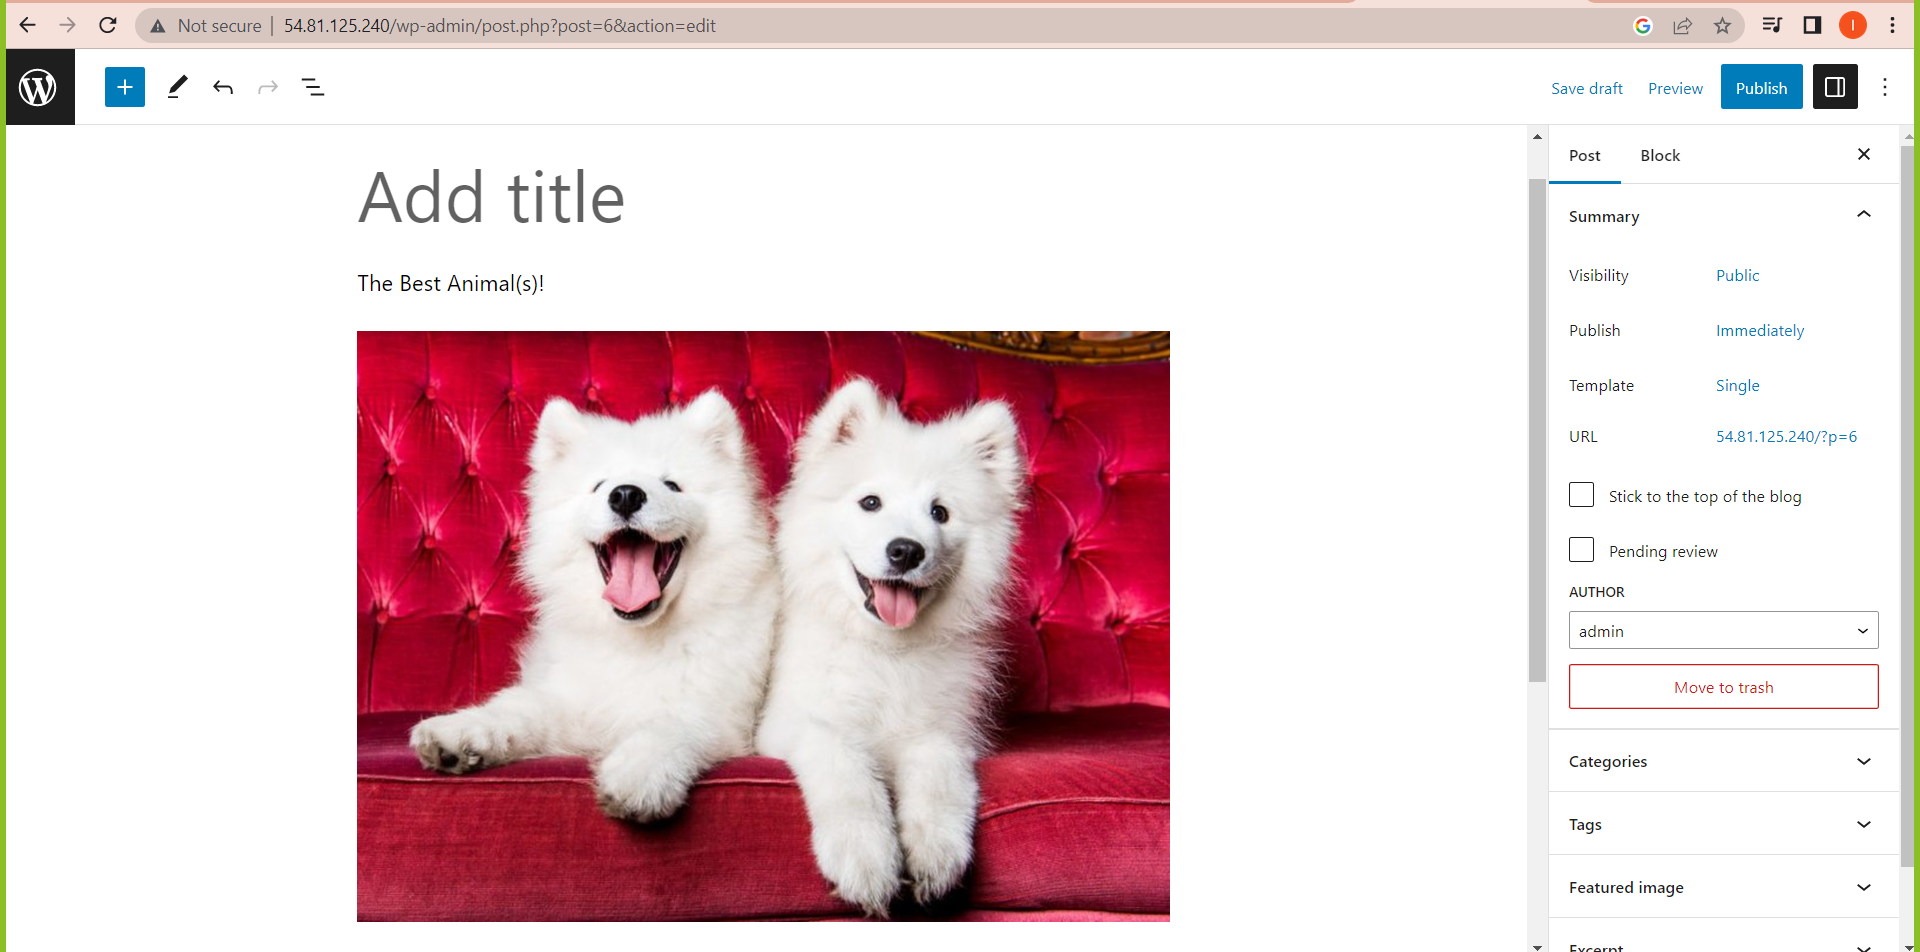 Not secure | 54.81.125.240/wp-admin/post.php?post=6&action=edit
Save draft Preview Publish
Add title
The Best Animal(s)!
Post Block
Summary
Visibility Public
Publish Immediately
Template Single
URL 54.81.125.240/?p=6
Stick to the top of the blog
Pending review
AUTHOR
admin
Move to trash
Categories
Tags
Featured image
Excerpt